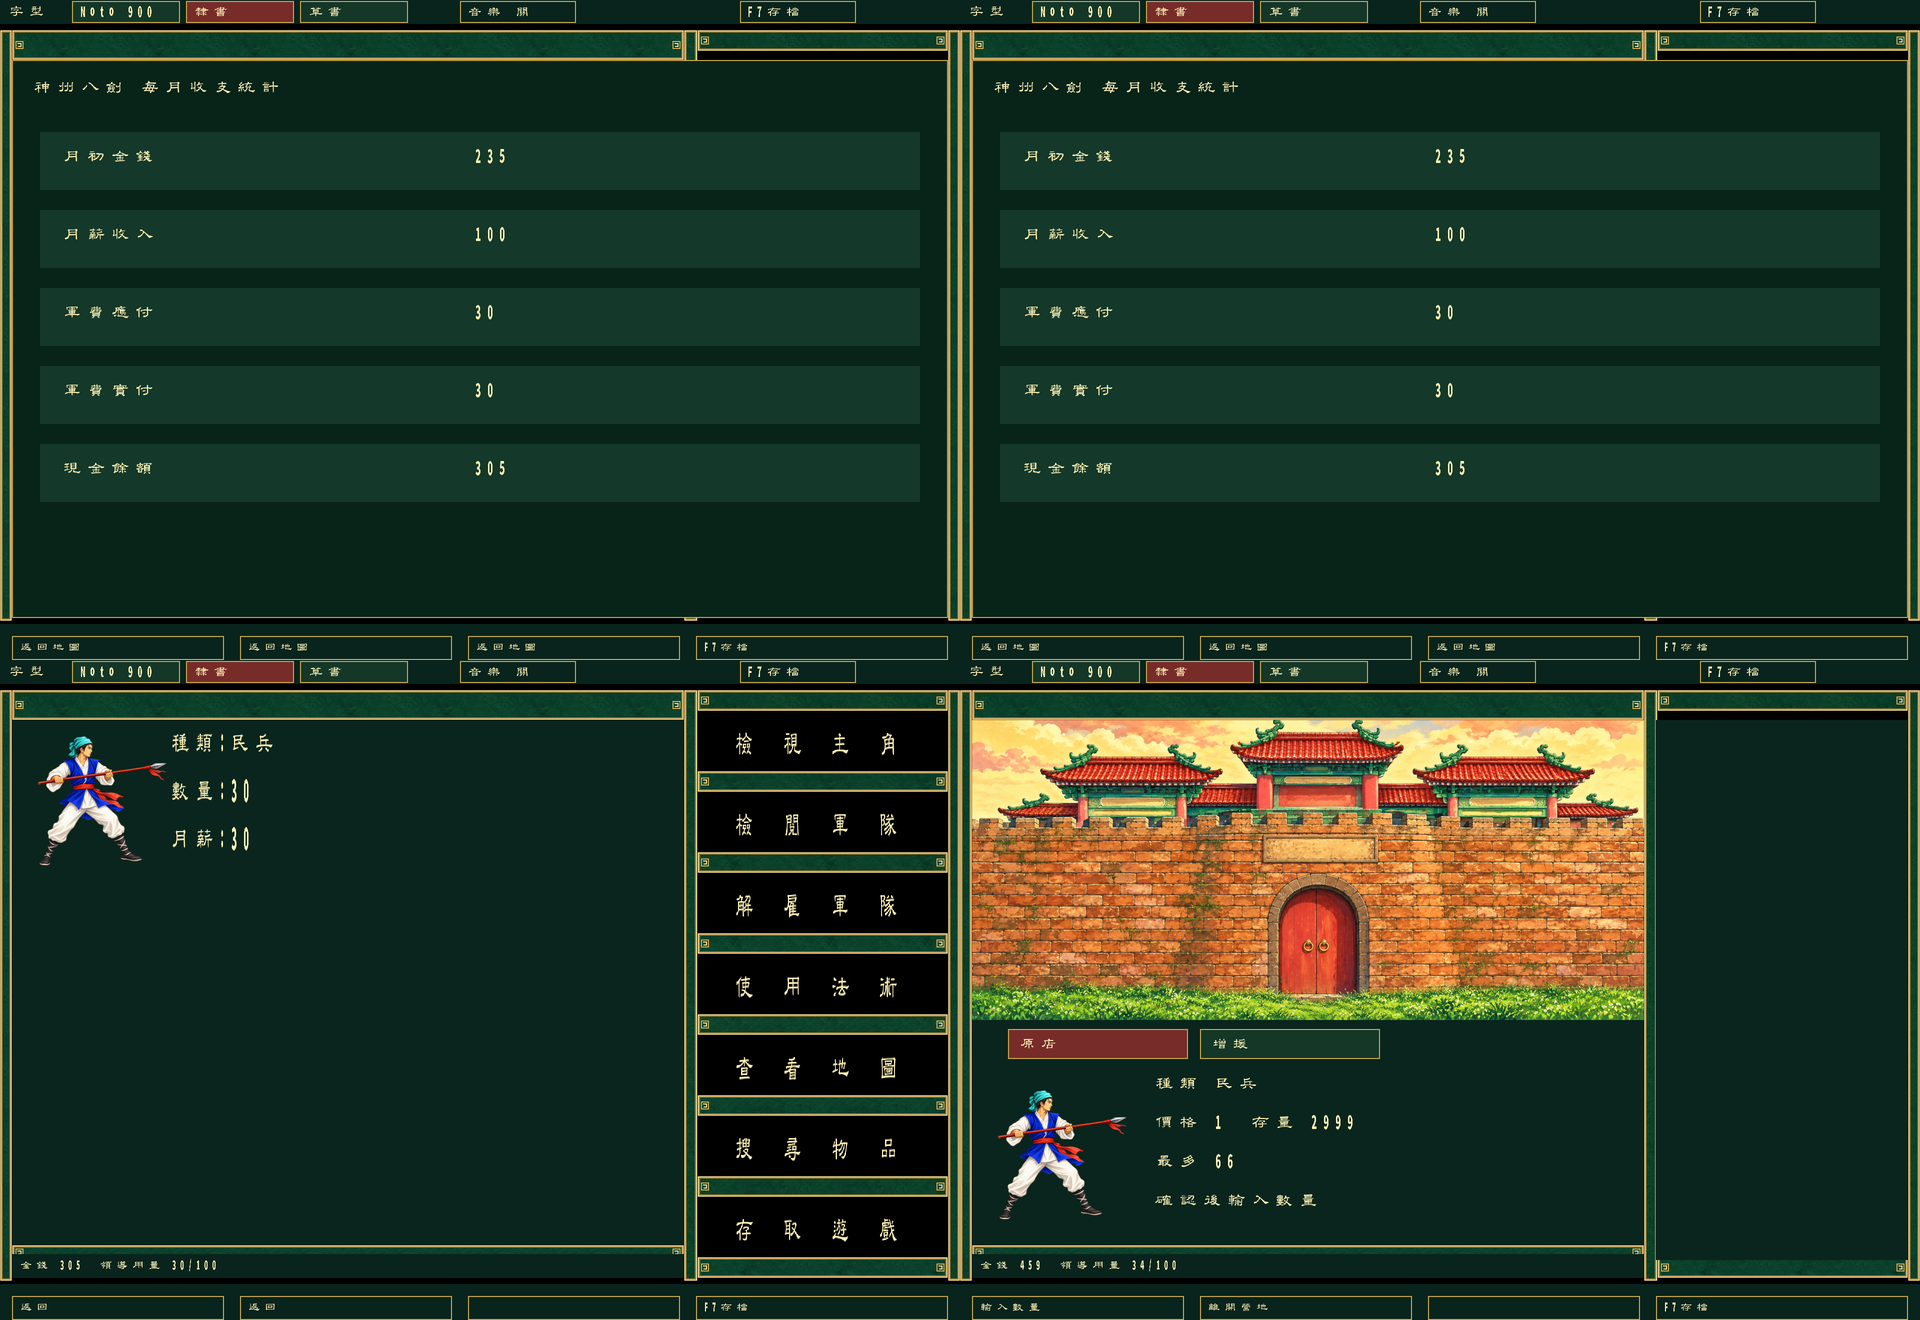 字型 Noto 900 隸書 草書 音樂 開 F7存檔
神州八劍 每月收支統計
月初金錢 235
月薪收入 100
軍費應付 30
軍費實付 30
現金餘額 305
返回地圖 返回地圖 返回地圖 F7存檔
字型 Noto 900 隸書 草書 音樂 開 F7存檔
神州八劍 每月收支統計
月初金錢 235
月薪收入 100
軍費應付 30
軍費實付 30
現金餘額 305
返回地圖 返回地圖 返回地圖 F7存檔
字型 Noto 900 隸書 草書 音樂 開 F7存檔
種類:民兵
數量:30
月薪:30
檢視主角
檢閱軍隊
解雇軍隊
使用法術
查看地圖
搜尋物品
存取遊戲
金錢 305 領導用量 30/100
返回 返回 F7存檔
字型 Noto 900 隸書 草書 音樂 開 F7存檔
原店 增援
種類 民兵
價格 1 存量 2999
最多 66
確認後輸入數量
金錢 459 領導用量 34/100
輸入數量 離開營地 F7存檔